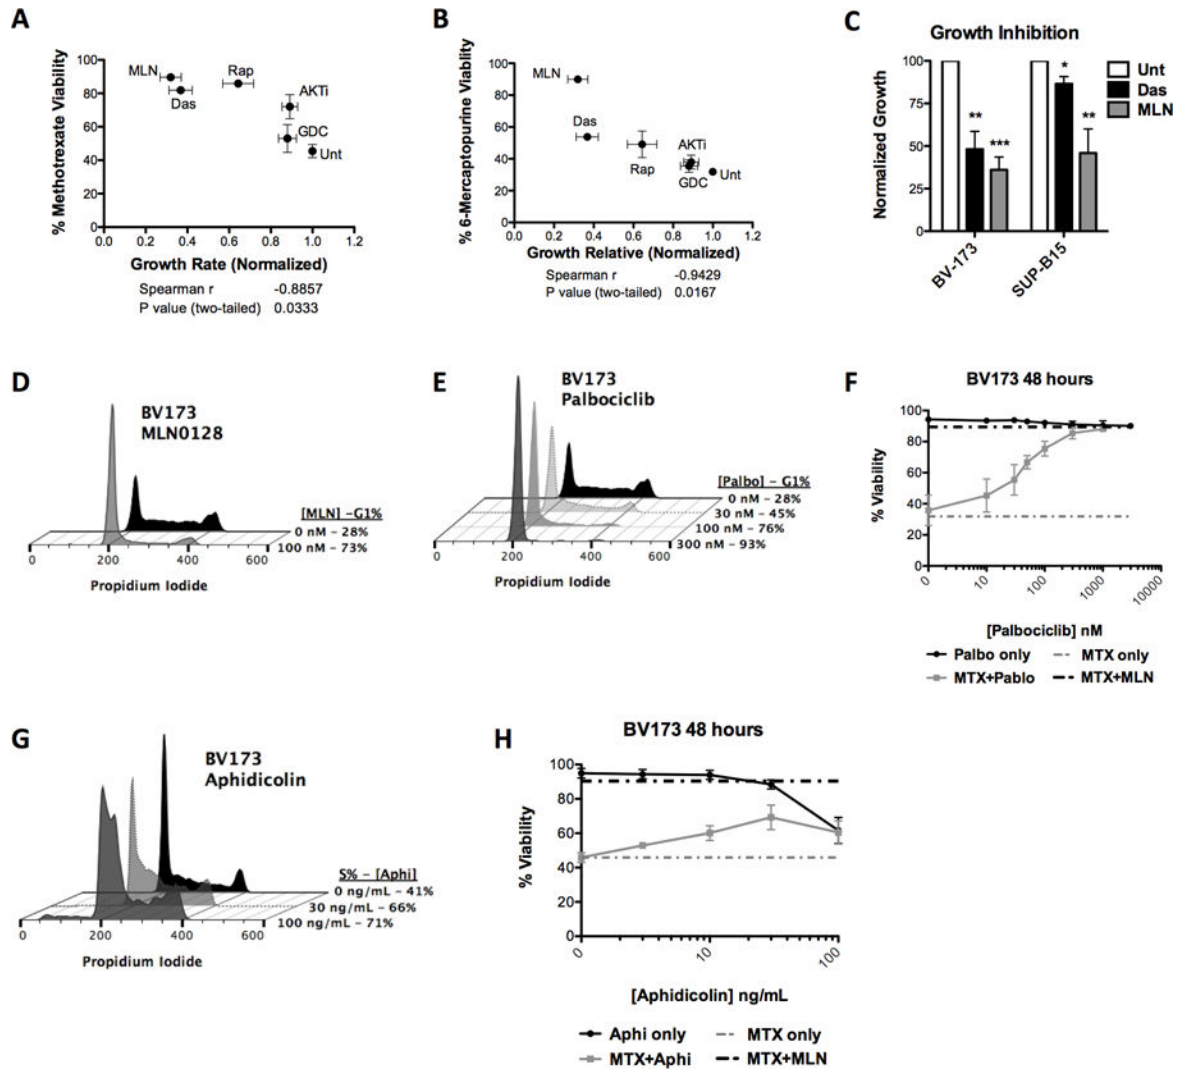 A
% Methotrexate Viability
100
80
60
40
20
0
MLN
Das
Rap
AKTi
GDC
Unt
0.0 0.2 0.4 0.6 0.8 1.0 1.2
Growth Rate (Normalized)
Spearman r -0.8857
P value (two-tailed) 0.0333
B
% 6-Mercaptopurine Viability
100
80
60
40
20
0
MLN
Das
Rap
AKTi
GDC
Unt
0.0 0.2 0.4 0.6 0.8 1.0 1.2
Growth Relative (Normalized)
Spearman r -0.9429
P value (two-tailed) 0.0167
C
Growth Inhibition
Normalized Growth
100
75
50
25
0
** *** * **
BV-173 SUP-B15
Unt
Das
MLN
D
BV173
MLN0128
[MLN] –G1%
0 nM – 28%
100 nM – 73%
0 200 400 600
Propidium Iodide
E
BV173
Palbociclib
[Palbo] – G1%
0 nM – 28%
30 nM – 45%
100 nM – 76%
300 nM – 93%
0 200 400 600
Propidium Iodide
F
BV173 48 hours
% Viability
100
80
60
40
20
0
0 10 100 1000 10000
[Palbociclib] nM
Palbo only MTX only
MTX+Pablo MTX+MLN
G
BV173
Aphidicolin
S% – [Aphi]
0 ng/mL – 41%
30 ng/mL – 66%
100 ng/mL – 71%
0 200 400 600
Propidium Iodide
H
BV173 48 hours
% Viability
100
80
60
40
20
0
0 10 100
[Aphidicolin] ng/mL
Aphi only MTX only
MTX+Aphi MTX+MLN